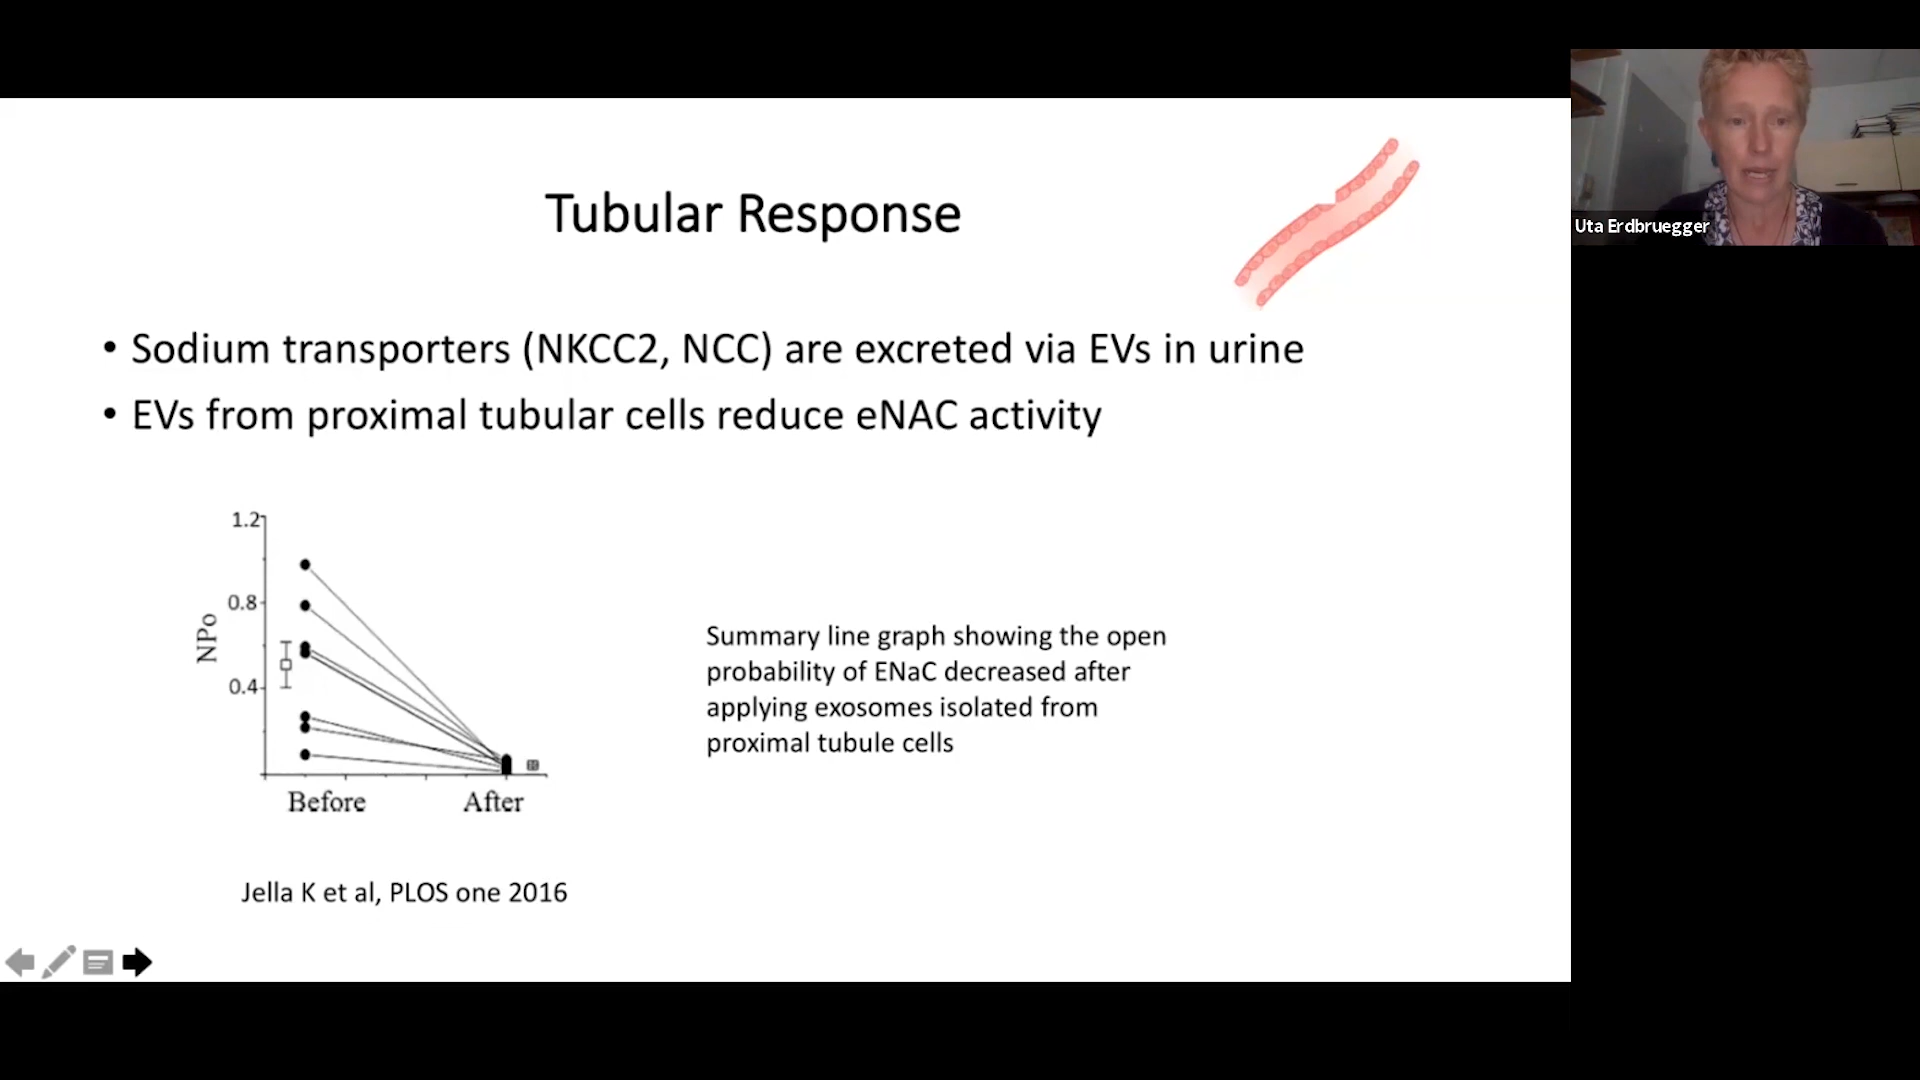 Tubular Response
Uta Erdbruegger
• Sodium transporters (NKCC2, NCC) are excreted via EVs in urine
• EVs from proximal tubular cells reduce eNAC activity
1.2
0.8
0.4
NPo
Before After
Summary line graph showing the open
probability of ENaC decreased after
applying exosomes isolated from
proximal tubule cells
Jella K et al, PLOS one 2016